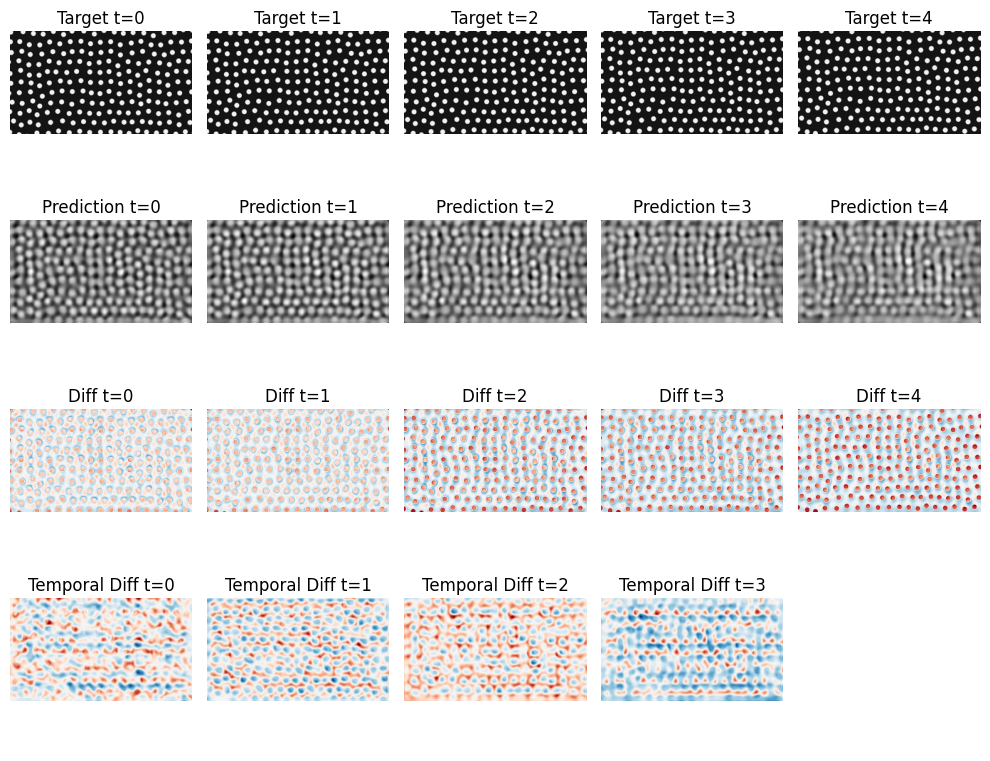 Target t=0 Target t=1 Target t=2 Target t=3 Target t=4
Prediction t=0 Prediction t=1 Prediction t=2 Prediction t=3 Prediction t=4
Diff t=0 Diff t=1 Diff t=2 Diff t=3 Diff t=4
Temporal Diff t=0 Temporal Diff t=1 Temporal Diff t=2 Temporal Diff t=3